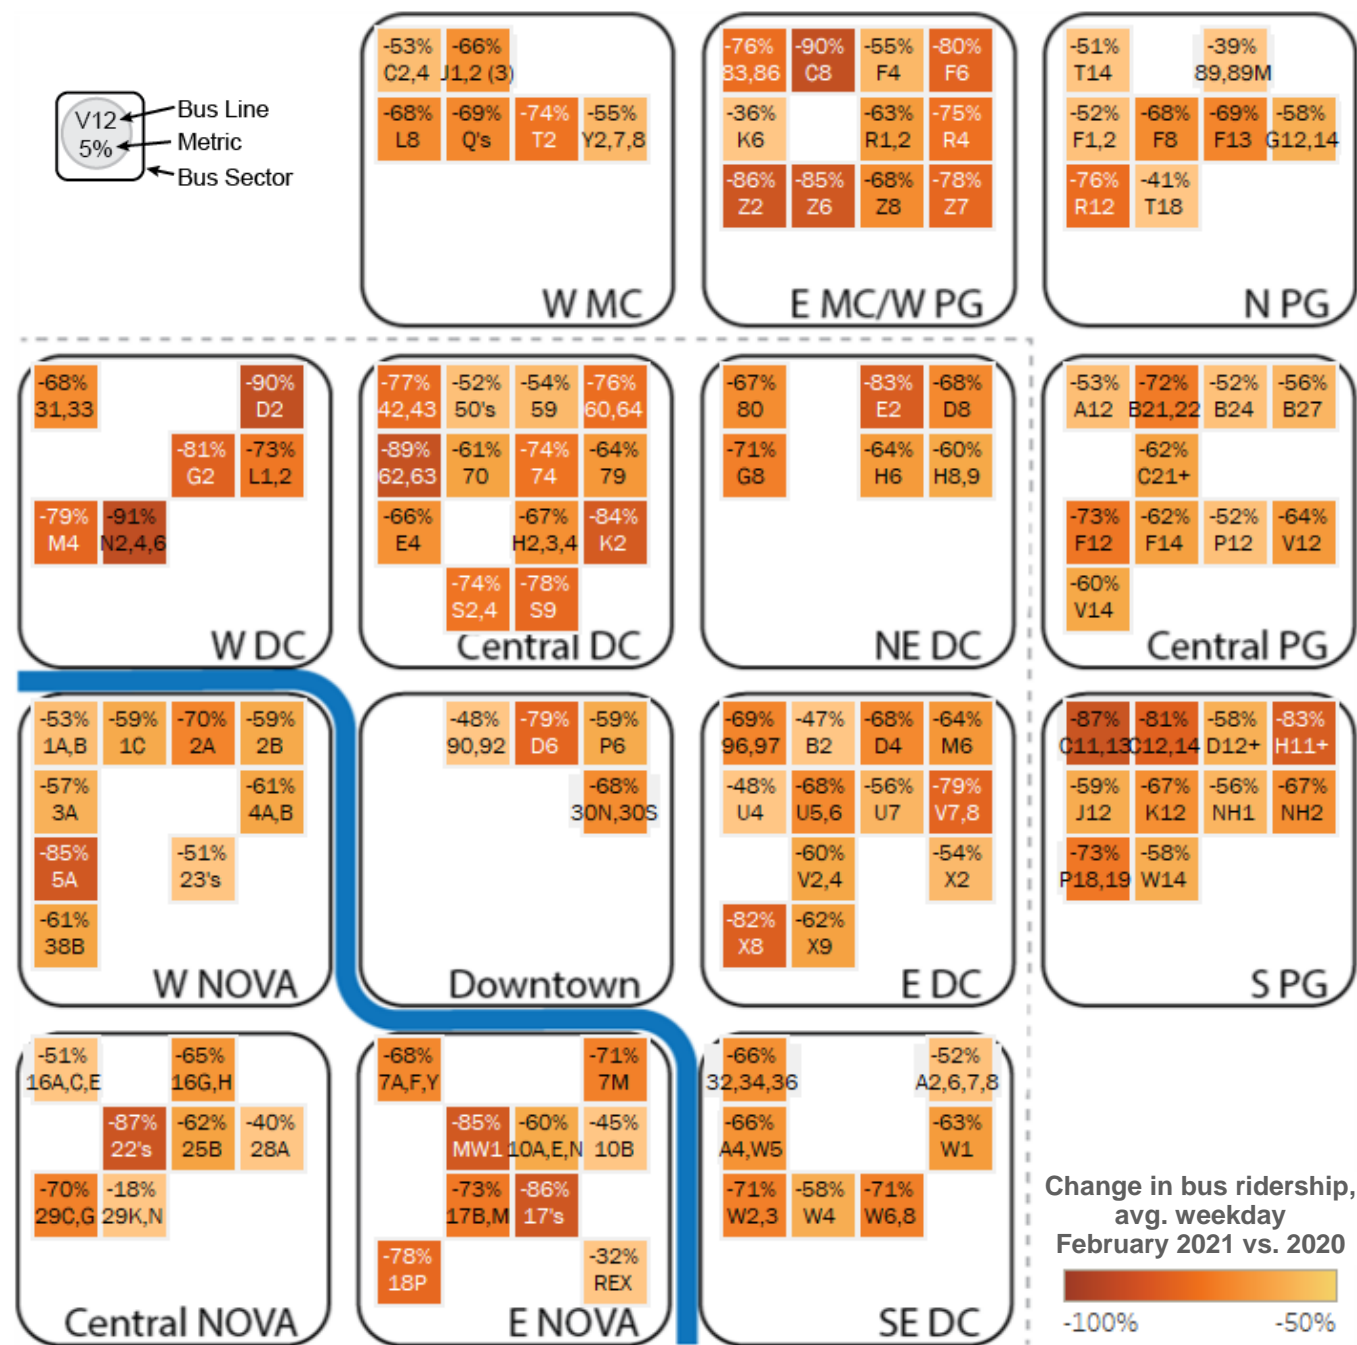 V12
5%
Bus Line
Metric
Bus Sector
-53%
C2,4
-66%
J1,2 (3)
-68%
L8
-69%
Q's
-74%
T2
-55%
Y2,7,8
W MC
-76%
83,86
-90%
C8
-55%
F4
-80%
F6
-36%
K6
-63%
R1,2
-75%
R4
-86%
Z2
-85%
Z6
-68%
Z8
-78%
Z7
E MC/W PG
-51%
T14
-39%
89,89M
-52%
F1,2
-68%
F8
-69%
F13
-58%
G12,14
-76%
R12
-41%
T18
N PG
-68%
31,33
-90%
D2
-81%
G2
-73%
L1,2
-79%
M4
-91%
N2,4,6
W DC
-77%
42,43
-52%
50's
-54%
59
-76%
60,64
-89%
62,63
-61%
70
-74%
74
-64%
79
-66%
E4
-67%
H2,3,4
-84%
K2
-74%
S2,4
-78%
S9
Central DC
-67%
80
-83%
E2
-68%
D8
-71%
G8
-64%
H6
-60%
H8,9
NE DC
-53%
A12
-72%
B21,22
-52%
B24
-56%
B27
-62%
C21+
-73%
F12
-62%
F14
-52%
P12
-64%
V12
-60%
V14
Central PG
-53%
1A,B
-59%
1C
-70%
2A
-59%
2B
-57%
3A
-61%
4A,B
-85%
5A
-51%
23's
-61%
38B
W NOVA
-48%
90,92
-79%
D6
-59%
P6
-68%
30N,30S
Downtown
-69%
96,97
-47%
B2
-68%
D4
-64%
M6
-48%
U4
-68%
U5,6
-56%
U7
-79%
V7,8
-60%
V2,4
-54%
X2
-82%
X8
-62%
X9
E DC
-87%
C11,13
-81%
C12,14
-58%
D12+
-83%
H11+
-59%
J12
-67%
K12
-56%
NH1
-67%
NH2
-73%
P18,19
-58%
W14
S PG
-51%
16A,C,E
-65%
16G,H
-87%
22's
-62%
25B
-40%
28A
-70%
29C,G
-18%
29K,N
Central NOVA
-68%
7A,F,Y
-71%
7M
-85%
MW1
-60%
10A,E,N
-45%
10B
-73%
17B,M
-86%
17's
-78%
18P
-32%
REX
E NOVA
-66%
32,34,36
-52%
A2,6,7,8
-66%
A4,W5
-63%
W1
-71%
W2,3
-58%
W4
-71%
W6,8
SE DC
Change in bus ridership,
avg. weekday
February 2021 vs. 2020
-100%
-50%